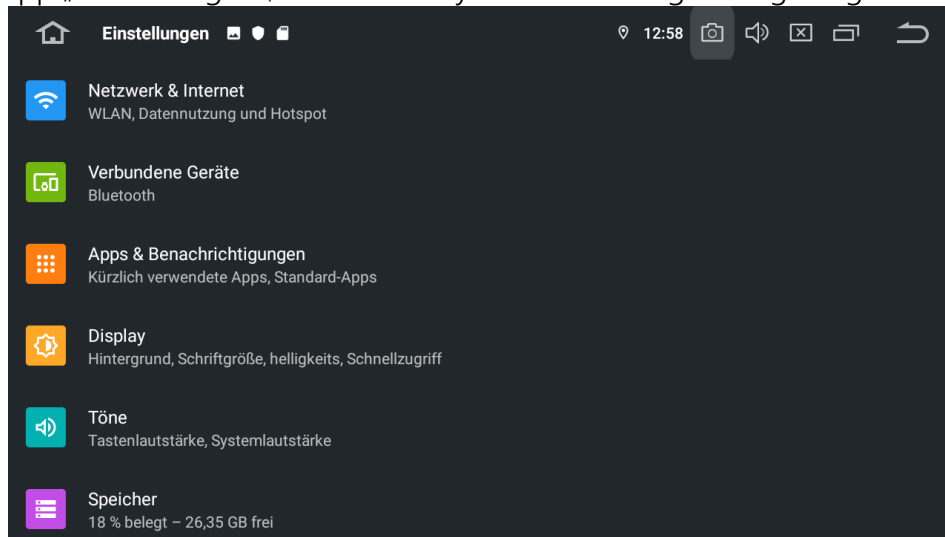 Einstellungen
12:58
Netzwerk & Internet
WLAN, Datennutzung und Hotspot
Verbundene Geräte
Bluetooth
Apps & Benachrichtigungen
Kürzlich verwendete Apps, Standard-Apps
Display
Hintergrund, Schriftgröße, helligkeits, Schnellzugriff
Töne
Tastenlautstärke, Systemlautstärke
Speicher
18 % belegt – 26,35 GB frei